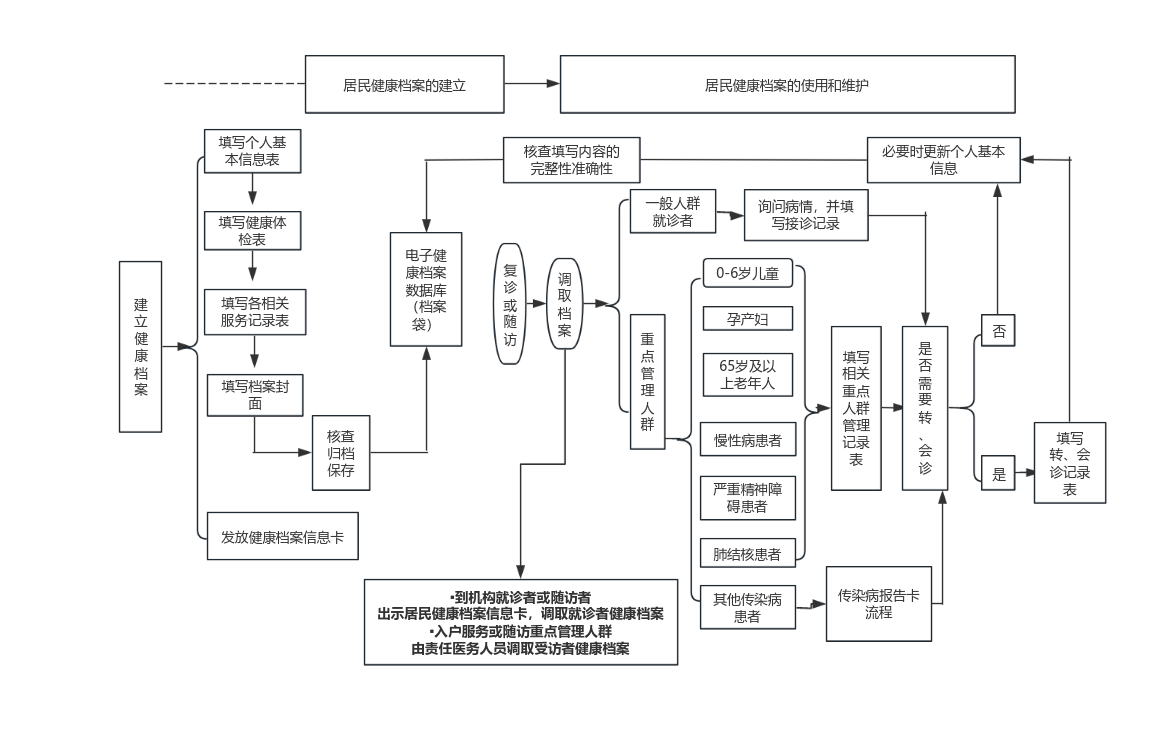 居民健康档案的建立
居民健康档案的使用和维护
填写个人基
本信息表
填写健康体
检表
填写各相关
服务记录表
填写档案封
面
建
立
健
康
档
案
核查
归档
保存
发放健康档案信息卡
核查填写内容的
完整性准确性
必要时更新个人基本
信息
电子健
康档案
数据库
（档案
袋）
复
诊
或
随
访
调
取
档
案
一般人群
就诊者
询问病情，并填
写接诊记录
重
点
管
理
人
群
0-6岁儿童
孕产妇
65岁及以
上老年人
慢性病患者
严重精神障
碍患者
肺结核患者
其他传染病
患者
填写
相关
重点
人群
管理
记录
表
传染病报告卡
流程
是
否
需
要
转
、
会
诊
否
是
填写
转、会
诊记录
表
▪到机构就诊者或随访者
出示居民健康档案信息卡，调取就诊者健康档案
▪入户服务或随访重点管理人群
由责任医务人员调取受访者健康档案